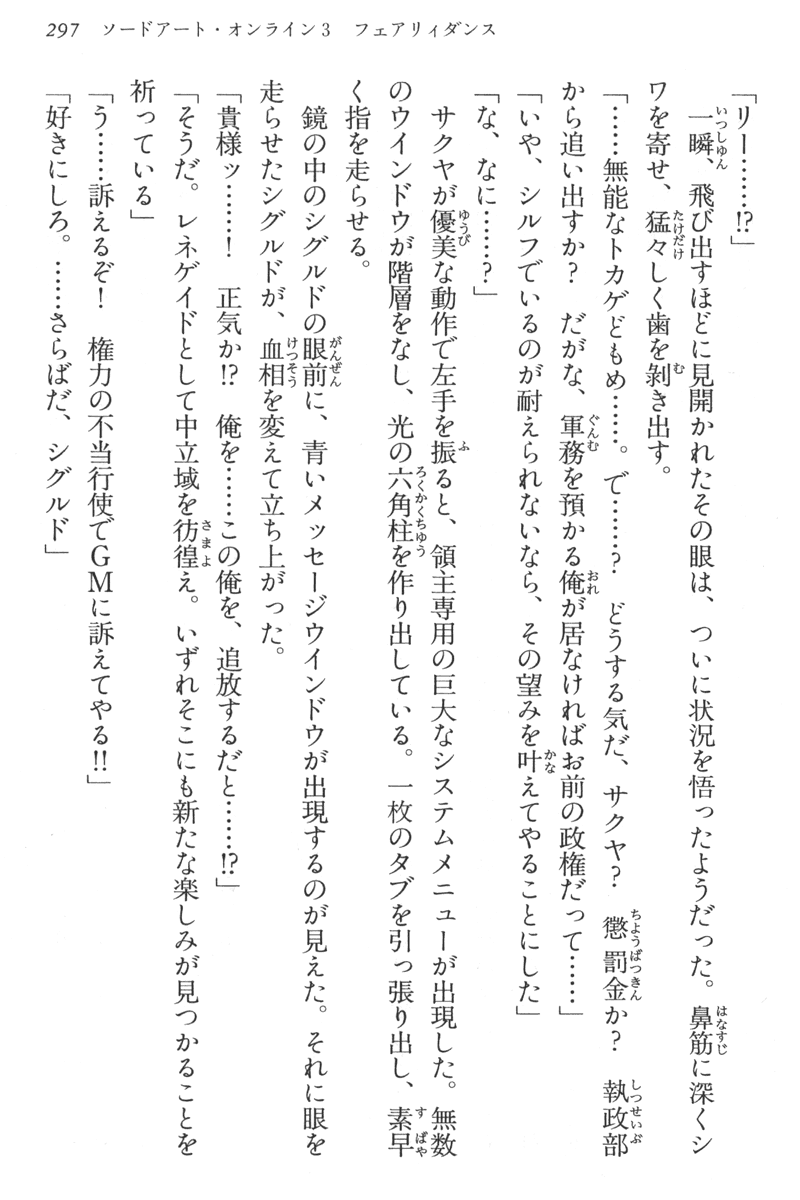 297 ソードアート・オンライン3 フェアリィダンス
「リー……!?」
一瞬、飛び出すほどに見開かれたその眼は、ついに状況を悟ったようだった。鼻筋に深くシ
ワを寄せ、猛々しく歯を剝き出す。
「……無能なトカゲどもめ……。で……? どうする気だ、サクヤ? 懲罰金か? 執政部
から追い出すか? だがな、軍務を預かる俺が居なければお前の政権だって……」
「いや、シルフでいるのが耐えられないなら、その望みを叶えてやることにした」
「な、なに……?」
サクヤが優美な動作で左手を振ると、領主専用の巨大なシステムメニューが出現した。無数
のウインドウが階層をなし、光の六角柱を作り出している。一枚のタブを引っ張り出し、素早
く指を走らせる。
鏡の中のシグルドの眼前に、青いメッセージウインドウが出現するのが見えた。それに眼を
走らせたシグルドが、血相を変えて立ち上がった。
「貴様ッ……! 正気か!? 俺を……この俺を、追放するだと……!?」
「そうだ。レネゲイドとして中立域を彷徨え。いずれそこにも新たな楽しみが見つかることを
祈っている」
「う……訴えるぞ! 権力の不当行使でGMに訴えてやる!!」
「好きにしろ。……さらばだ、シグルド」